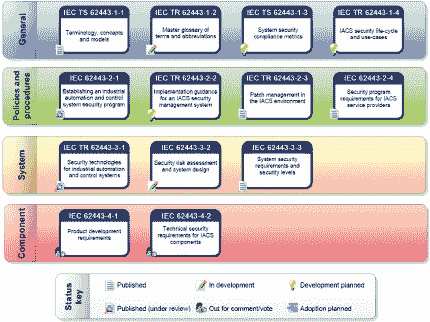 General
IEC TS 62443-1-1
Terminology, concepts
and models
IEC TR 62443-1-2
Master glossary of
terms and abbreviations
IEC TS 62443-1-3
System security
compliance metrics
IEC TR 62443-1-4
IACS security life-cycle
and use-cases
Policies and
procedures
IEC 62443-2-1
Establishing an industrial
automation and control
system security program
IEC TR 62443-2-2
Implementation guidance
for an IACS security
management system
IEC TR 62443-2-3
Patch management in
the IACS environment
IEC 62443-2-4
Security program
requirements for IACS
service providers
System
IEC TR 62443-3-1
Security technologies
for industrial automation
and control systems
IEC 62443-3-2
Security risk assessment
and system design
IEC 62443-3-3
System security
requirements and
security levels
Component
IEC 62443-4-1
Product development
requirements
IEC 62443-4-2
Technical security
requirements for IACS
components
Status
key
Published
In development
Development planned
Published (under review)
Out for comment/vote
Adoption planned